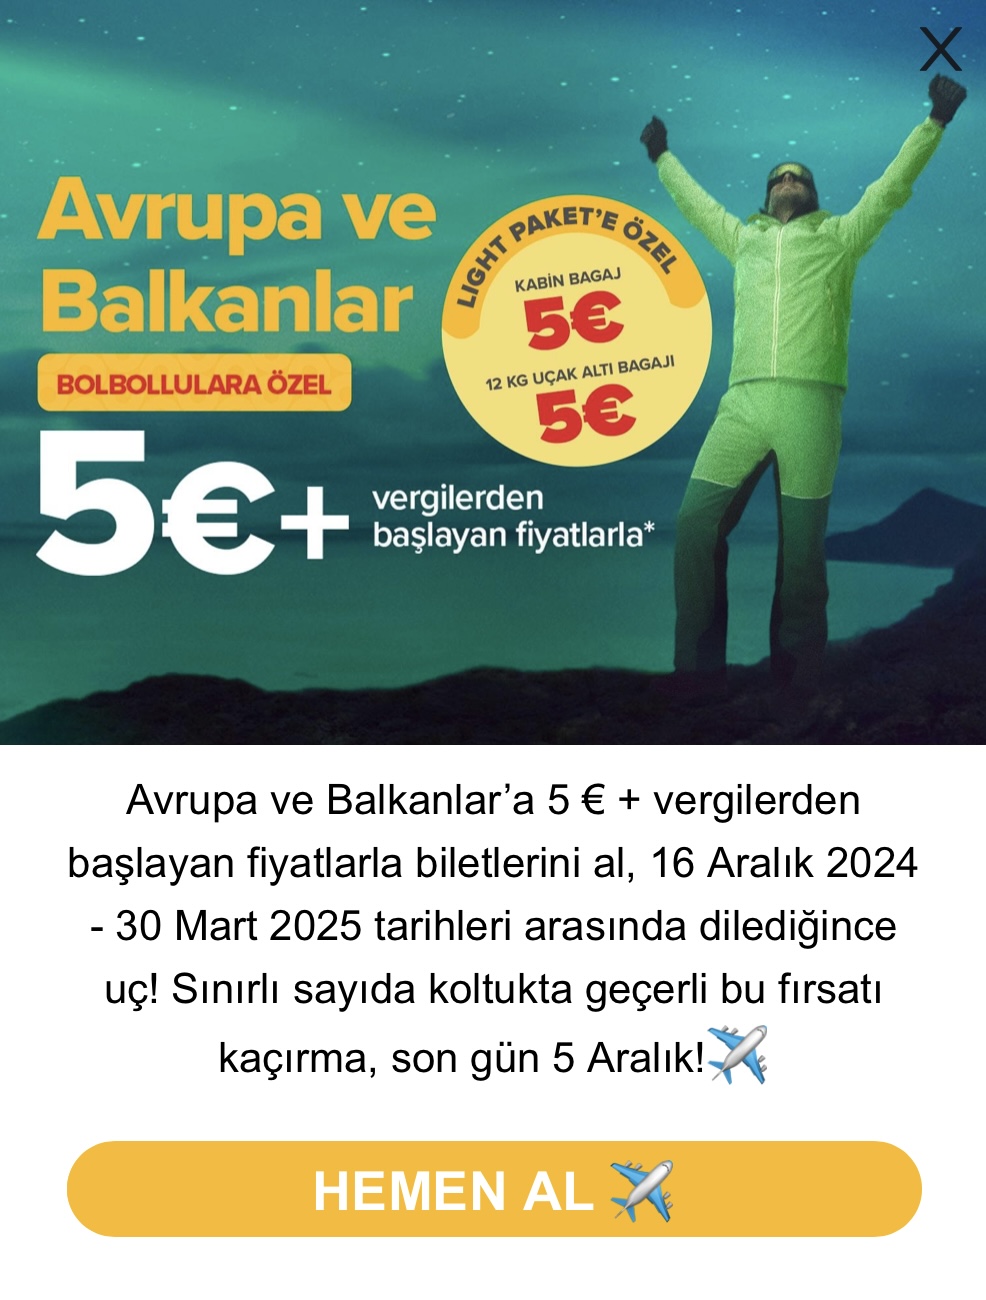 X
Avrupa ve
Balkanlar
BOLBOLLULARA ÖZEL
5€+
vergilerden
başlayan fiyatlarla*
LIGHT PAKET'E ÖZEL
KABİN BAGAJ
5€
12 KG UÇAK ALTI BAGAJI
5€
Avrupa ve Balkanlar’a 5 € + vergilerden
başlayan fiyatlarla biletlerini al, 16 Aralık 2024
- 30 Mart 2025 tarihleri arasında dilediğince
uç! Sınırlı sayıda koltukta geçerli bu fırsatı
kaçırma, son gün 5 Aralık!✈️
HEMEN AL ✈️